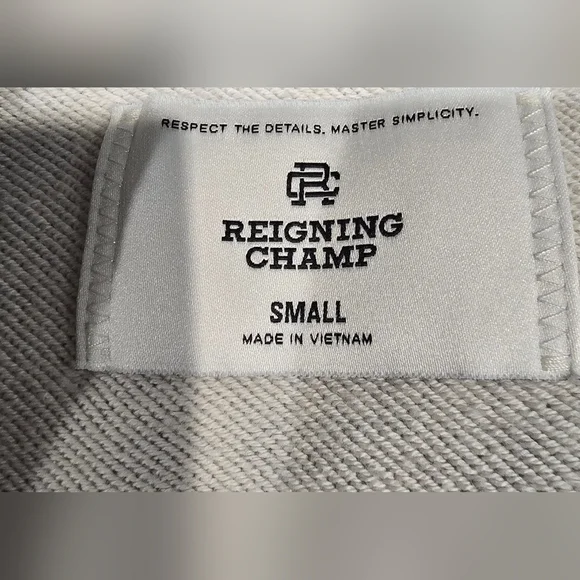 RESPECT THE DETAILS. MASTER SIMPLICITY.
RC
REIGNING
CHAMP
SMALL
MADE IN VIETNAM